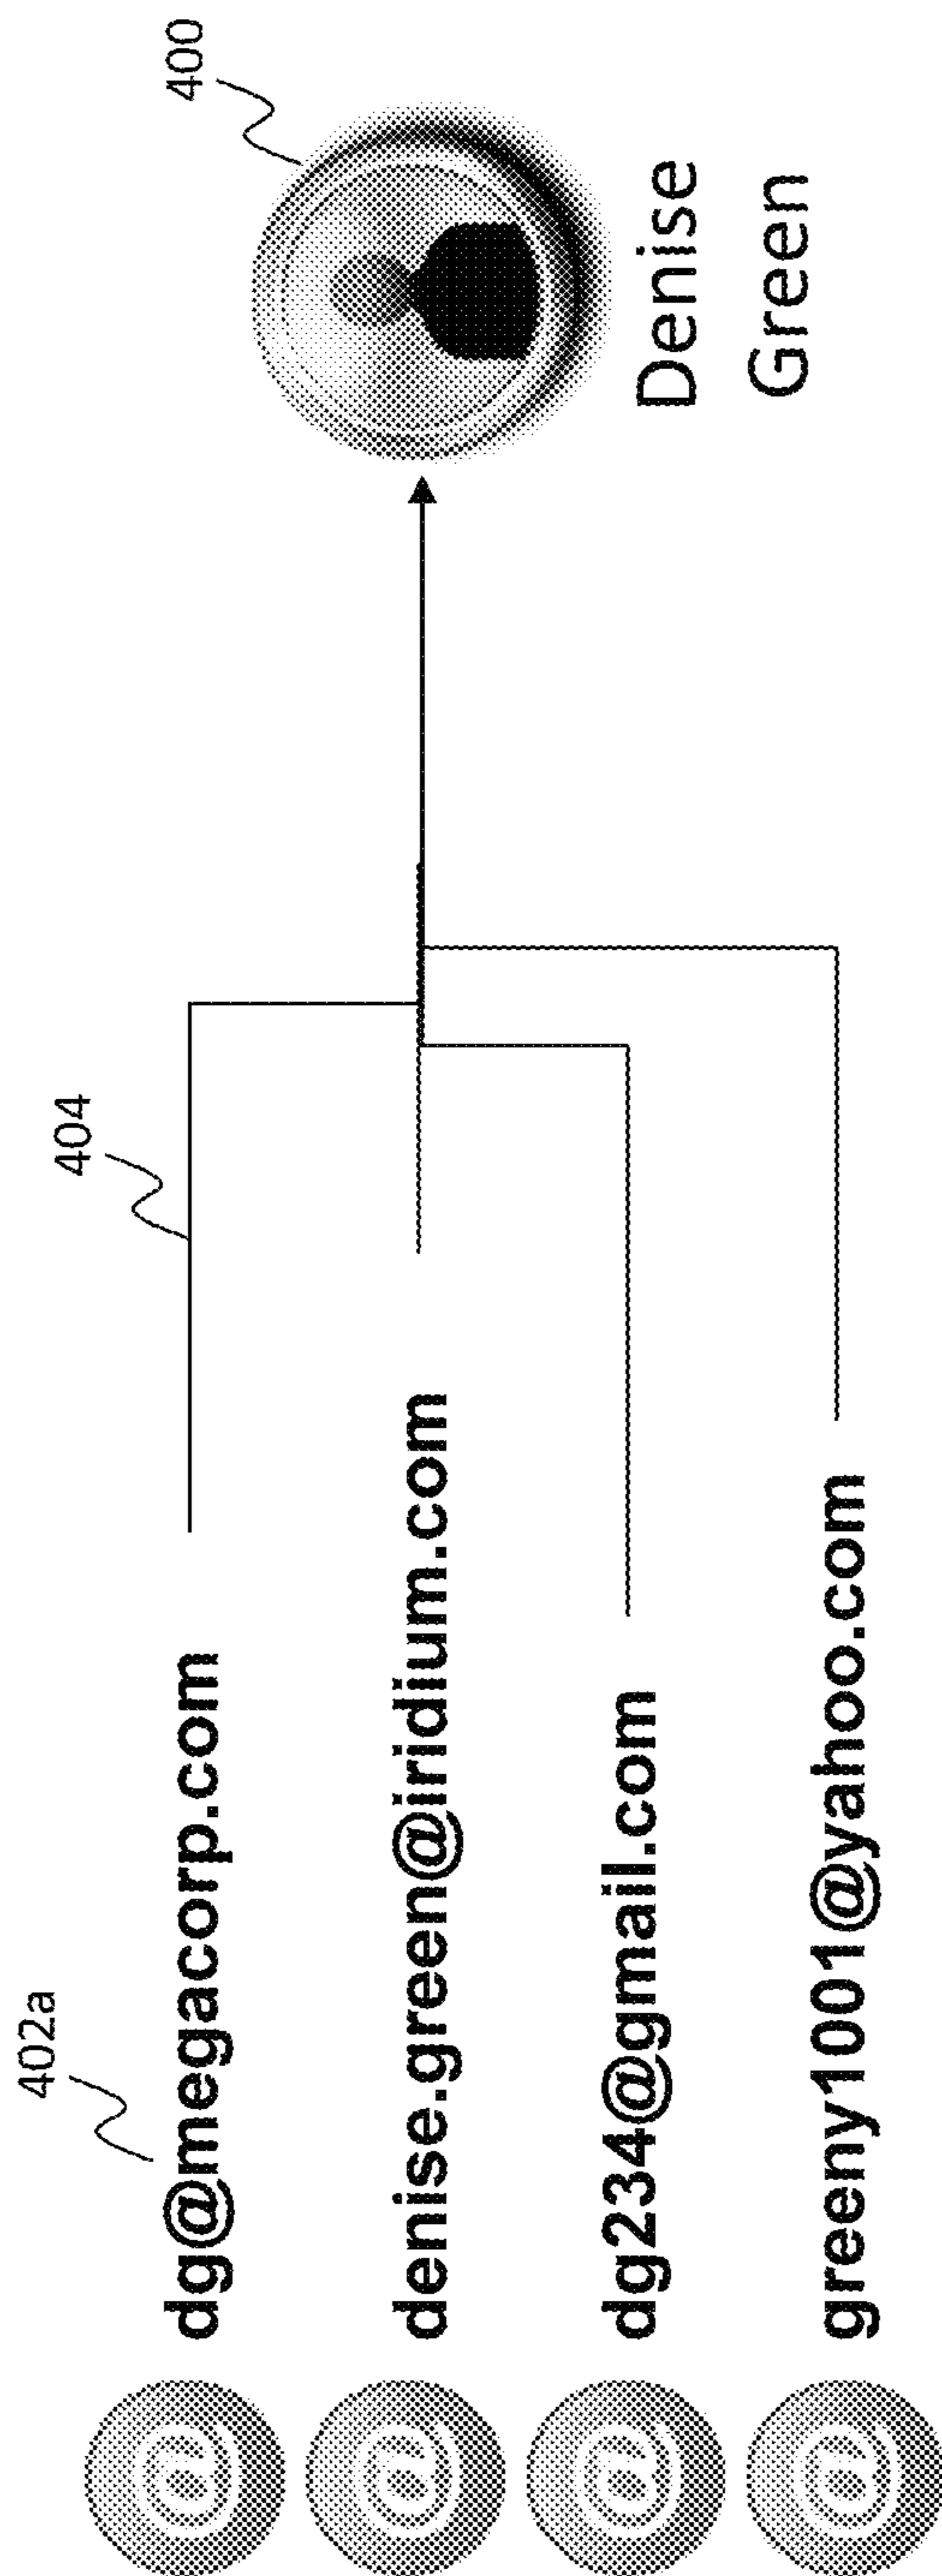 402a
404
400
dg@megacorp.com
denise.green@iridium.com
dg234@gmail.com
greeny1001@yahoo.com
Denise
Green